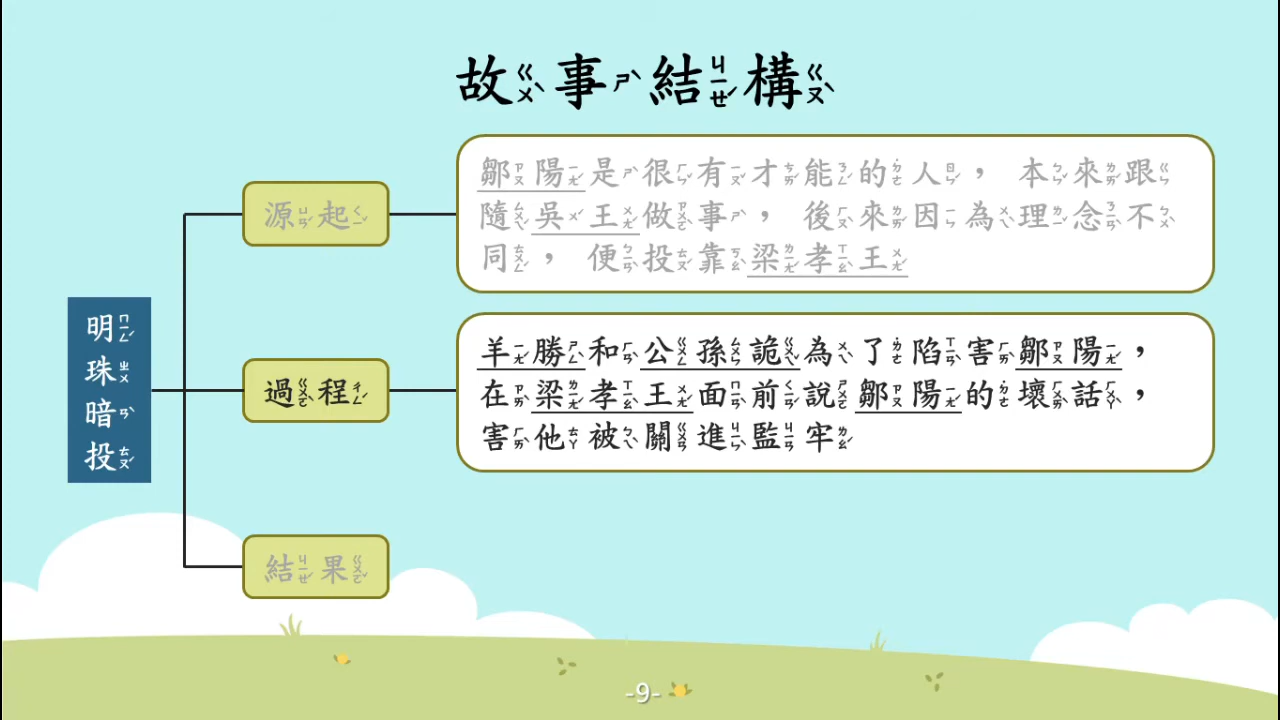 故事結構
源起
鄒陽是很有才能的人，本來跟
隨吳王做事，後來因為理念不
同，便投靠梁孝王
明珠暗投
過程
羊勝和公孫詭為了陷害鄒陽，
在梁孝王面前說鄒陽的壞話，
害他被關進監牢
結果
-9-